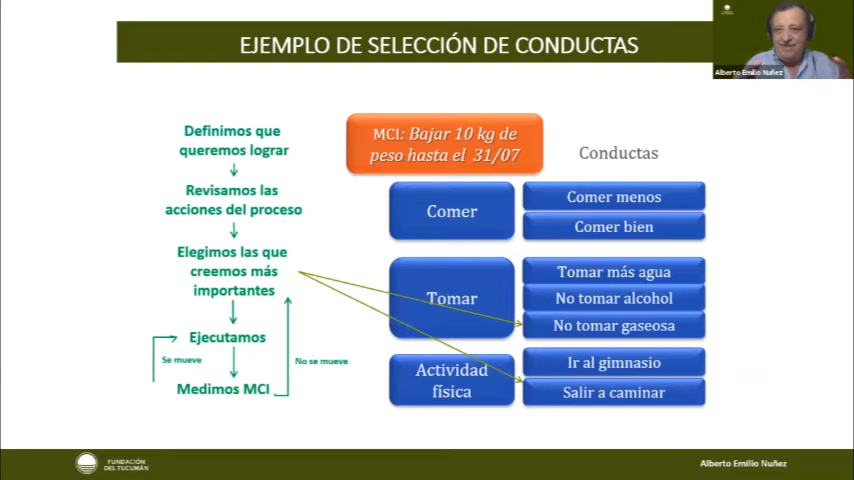 EJEMPLO DE SELECCIÓN DE CONDUCTAS
Alberto Emilio Nuñez
Definimos que
queremos lograr
Revisamos las
acciones del proceso
Elegimos las que
creemos más
importantes
Ejecutamos
Se mueve
No se mueve
Medimos MCI
MCI: Bajar 10 kg de
peso hasta el 31/07
Conductas
Comer
Comer menos
Comer bien
Tomar
Tomar más agua
No tomar alcohol
No tomar gaseosa
Actividad
física
Ir al gimnasio
Salir a caminar
FUNDACIÓN
DEL TUCUMÁN
Alberto Emilio Nuñez